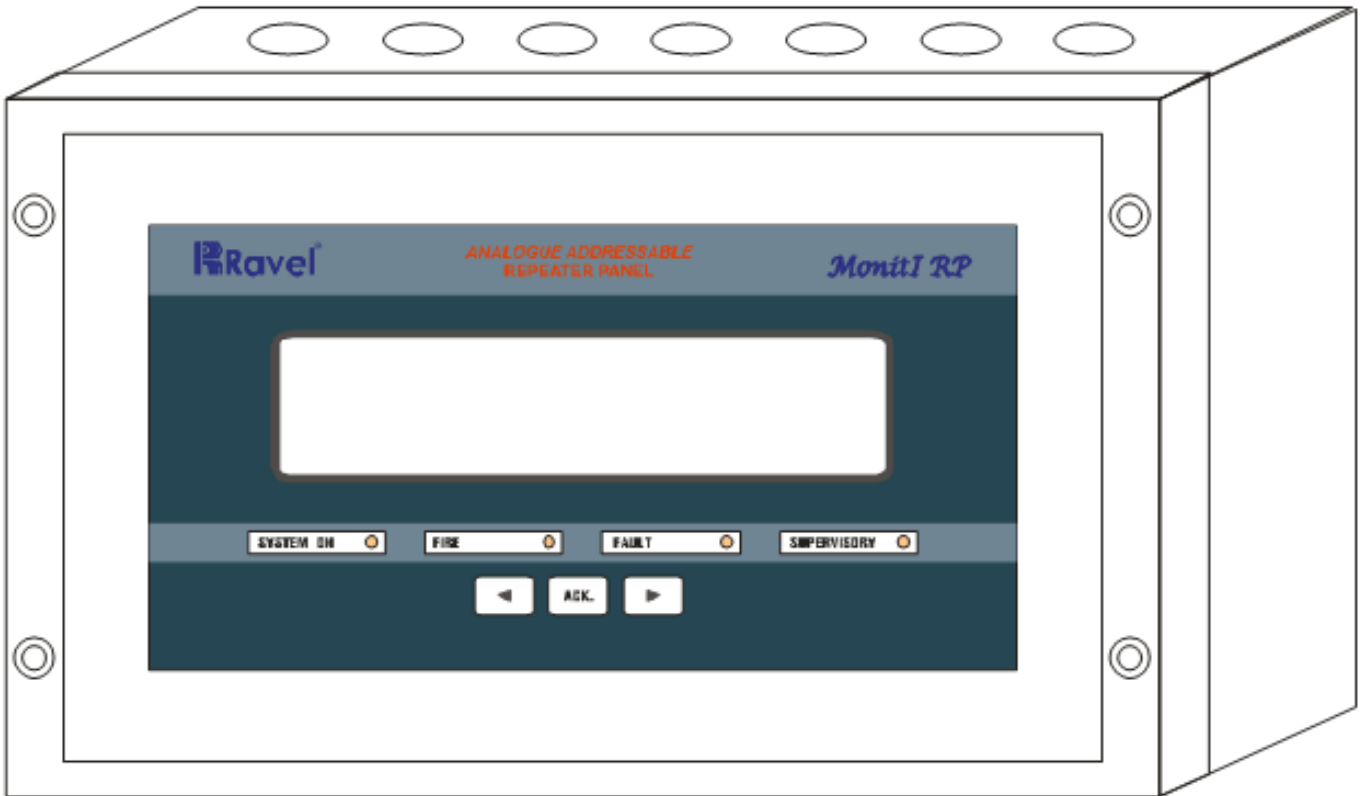 Ravel®
ANALOGUE ADDRESSABLE
REPEATER PANEL
MonitI RP
SYSTEM ON
FIRE
FAULT
SUPERVISORY
ACK.